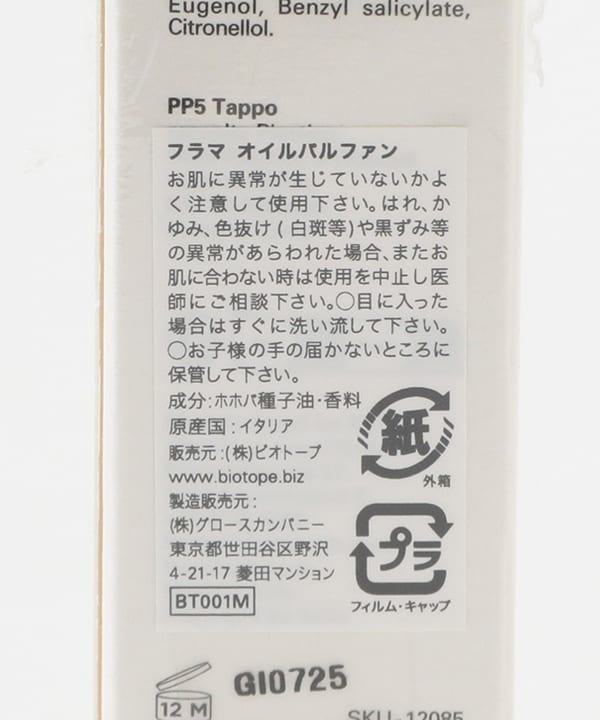 Eugenol, Benzyl salicylate,
Citronellol.
PP5 Tappo
フラマ オイルパルファン
お肌に異常が生じていないかよ
く注意して使用下さい。はれ、か
ゆみ、色抜け(白斑等)や黒ずみ等
の異常があらわれた場合、またお
肌に合わない時は使用を中止し医
師にご相談下さい。○目に入った
場合はすぐに洗い流して下さい。
○お子様の手の届かないところに
保管して下さい。
成分:ホホバ種子油・香料
原産国:イタリア
販売元:(株)ビオトープ
www.biotope.biz
製造販売元:
(株)グロースカンパニー
東京都世田谷区野沢
4-21-17 菱田マンション
BT001M
紙
外箱
プラ
フィルム・キャップ
12 M
GI0725
SKU-12085